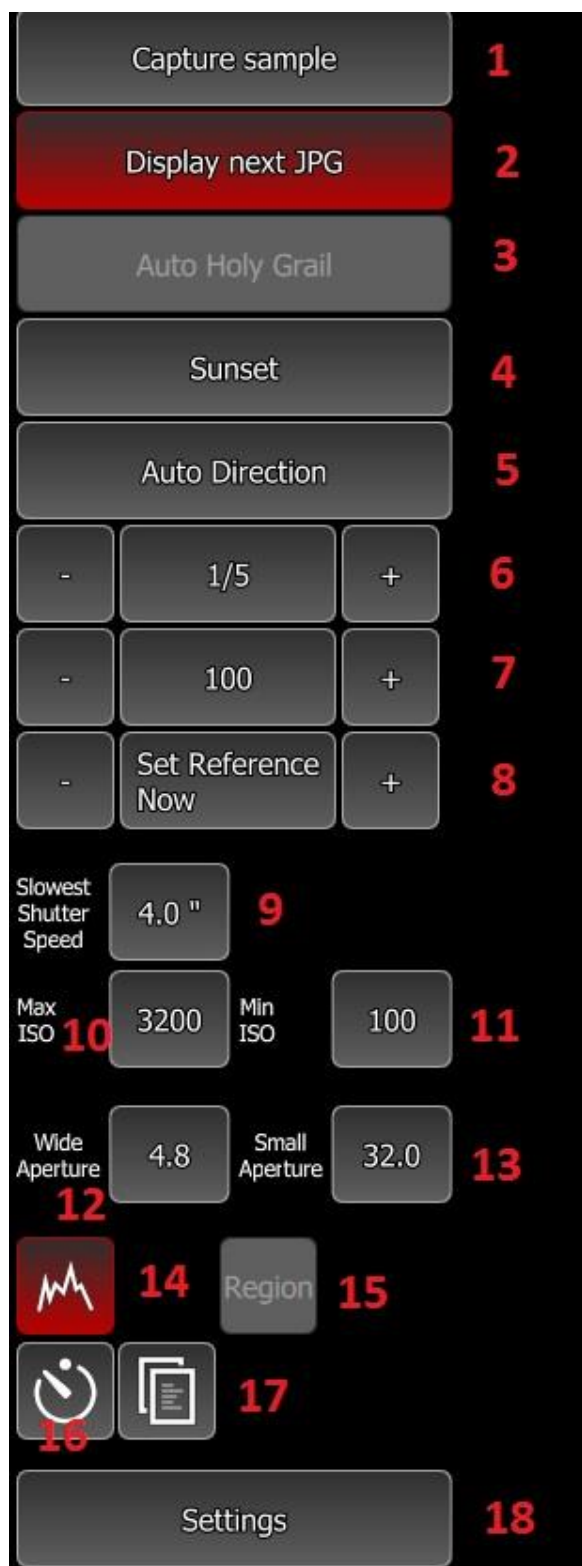 Capture sample 1
Display next JPG 2
Auto Holy Grail 3
Sunset 4
Auto Direction 5
- 1/5 + 6
- 100 + 7
- Set Reference
Now + 8
Slowest
Shutter
Speed 4.0 " 9
Max
ISO 10 3200 Min
ISO 100 11
Wide
Aperture 4.8 Small
Aperture 32.0 13
12
14 Region 15
16 17
Settings 18